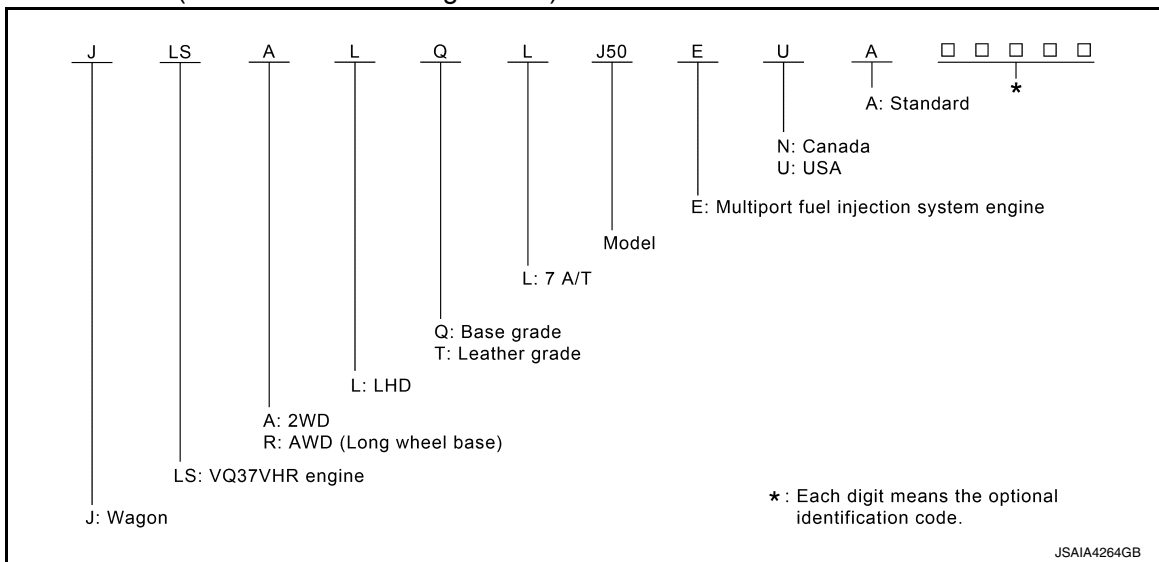 J LS A L Q L J50 E U A □ □ □ □ □
*
A: Standard
N: Canada
U: USA
E: Multiport fuel injection system engine
Model
L: 7 A/T
Q: Base grade
T: Leather grade
L: LHD
A: 2WD
R: AWD (Long wheel base)
LS: VQ37VHR engine
J: Wagon
* : Each digit means the optional
identification code.
JSAIA4264GB